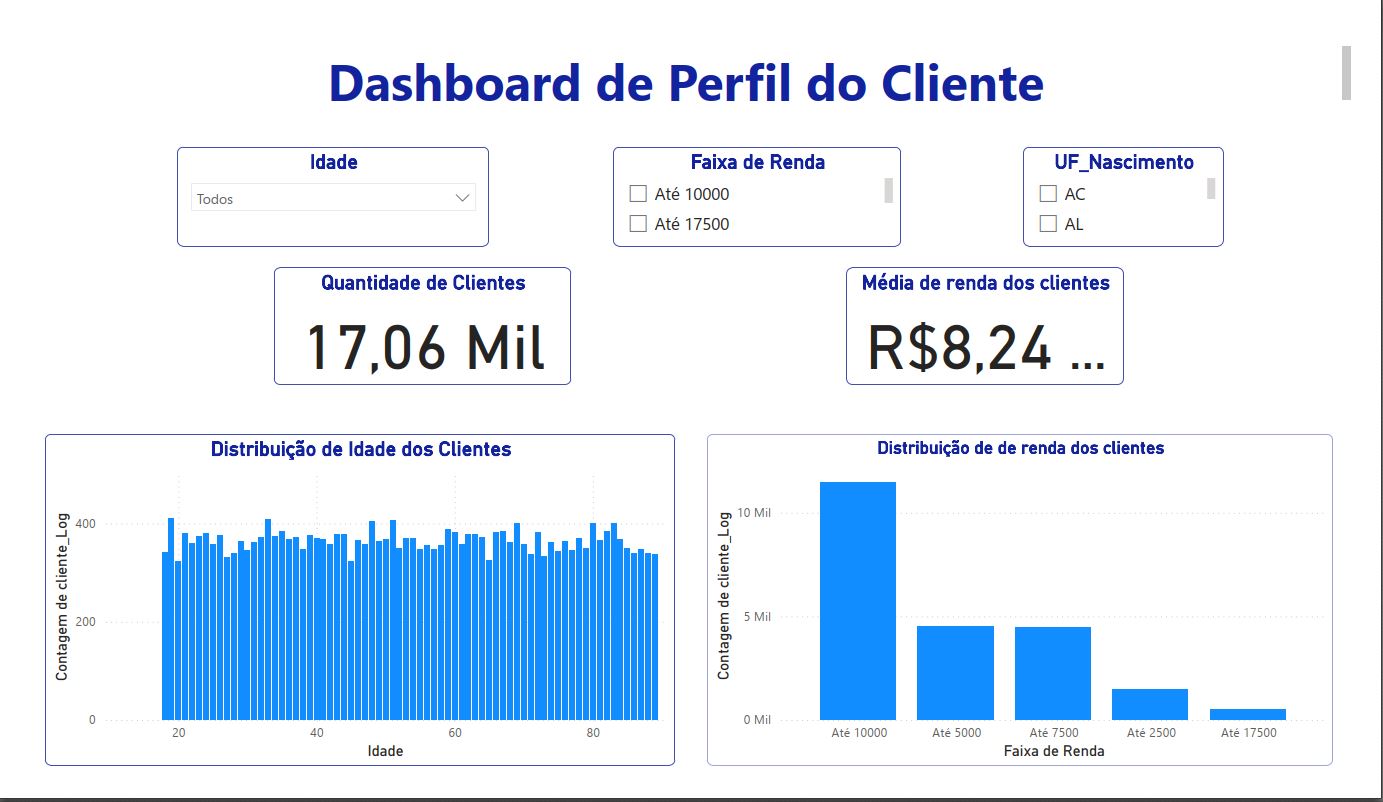 Dashboard de Perfil do Cliente
Idade
Todos
Faixa de Renda
Até 10000
Até 17500
UF_Nascimento
AC
AL
Quantidade de Clientes
17,06 Mil
Média de renda dos clientes
R$8,24 ...
Distribuição de Idade dos Clientes
Contagem de cliente_Log
400
200
0
20 40 60 80
Idade
Distribuição de de renda dos clientes
Contagem de cliente_Log
10 Mil
5 Mil
0 Mil
Até 10000 Até 5000 Até 7500 Até 2500 Até 17500
Faixa de Renda